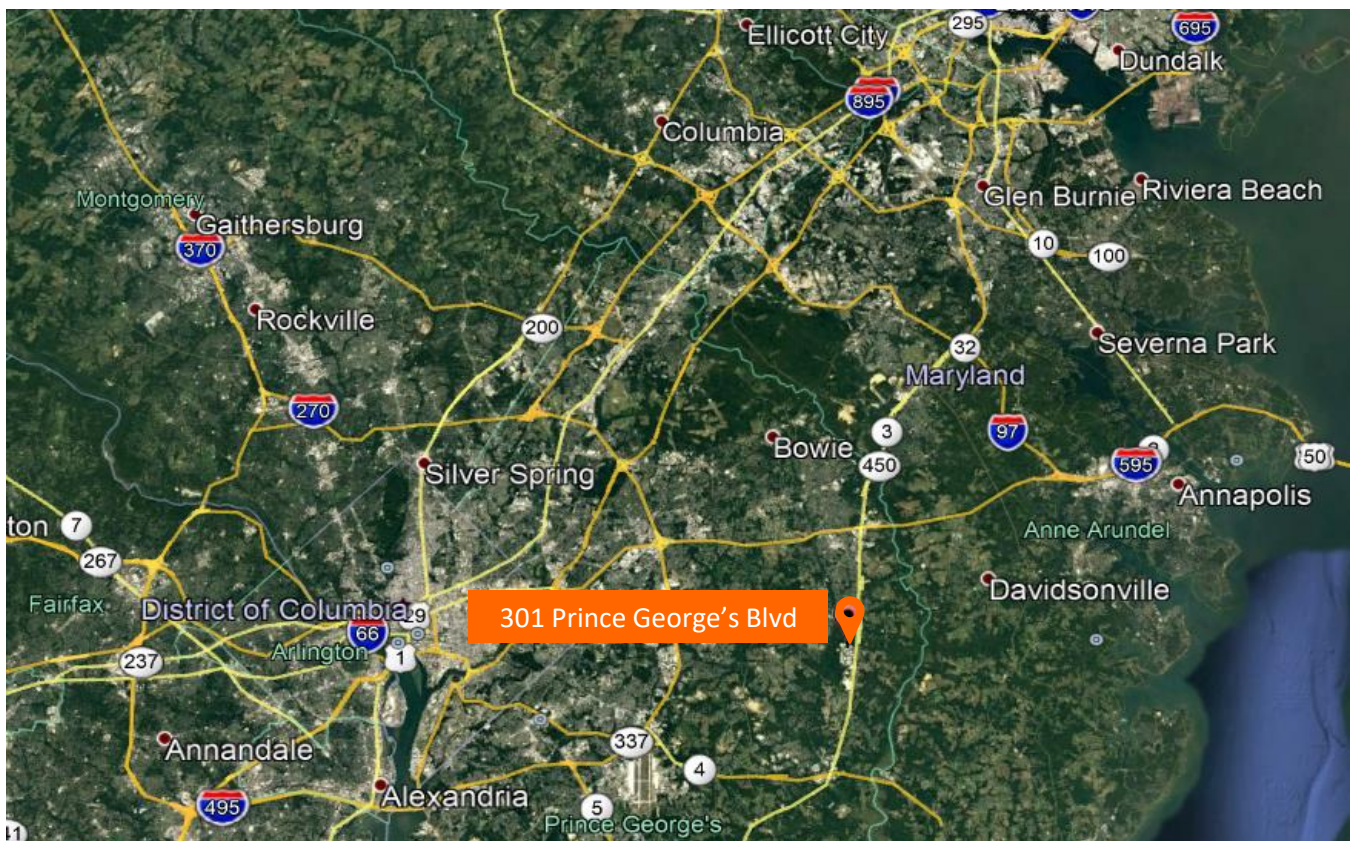 295
695
Ellicott City
Dundalk
895
Columbia
Glen Burnie
Riviera Beach
Montgomery
Gaithersburg
370
10
100
Rockville
200
Severna Park
32
Maryland
270
3
97
Bowie
450
595
50
Silver Spring
Annapolis
ton
7
Anne Arundel
267
Davidsonville
Fairfax
District of Columbia
29
301 Prince George's Blvd
66
Arlington
1
237
Annandale
337
4
Alexandria
495
5
Prince George's
41